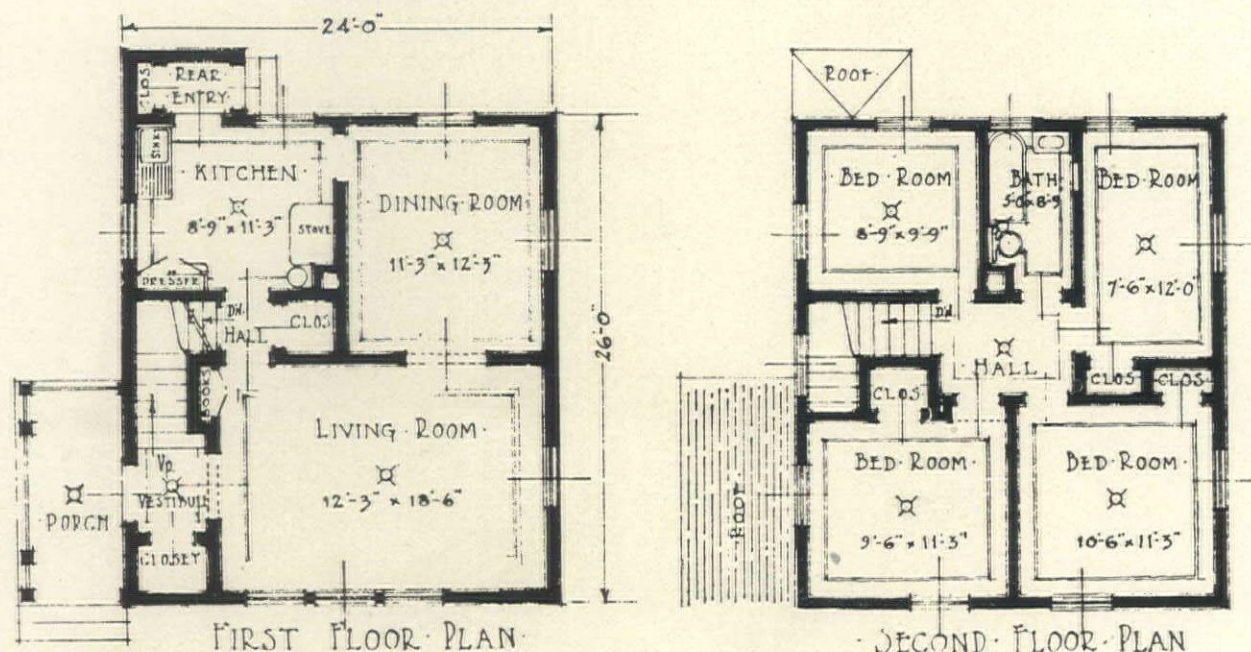 24'-0"
CLOS
·REAR·
ENTRY·
SINK
·KITCHEN·
8'-9" x 11'-3"
STOVE
DRESSER
·DINING·ROOM·
11'-3" x 12'-3"
26'-0"
DN.
HALL
CLOS
BOOKS
·LIVING·ROOM·
12'-3" x 18'-6"
Up
VESTIBULE
·PORCH
CLOSET
FIRST·FLOOR·PLAN·
·ROOF·
·BED·ROOM·
8'-9" x 9'-9"
BATH
5-0 x 8-9
BED·ROOM
7'-6" x 12'-0"
DN.
·HALL·
CLOS
CLOS
CLOS
·BED·ROOM·
9'-6" x 11'-3"
·BED·ROOM·
10'-6" x 11'-3"
·ROOF·
·SECOND·FLOOR·PLAN